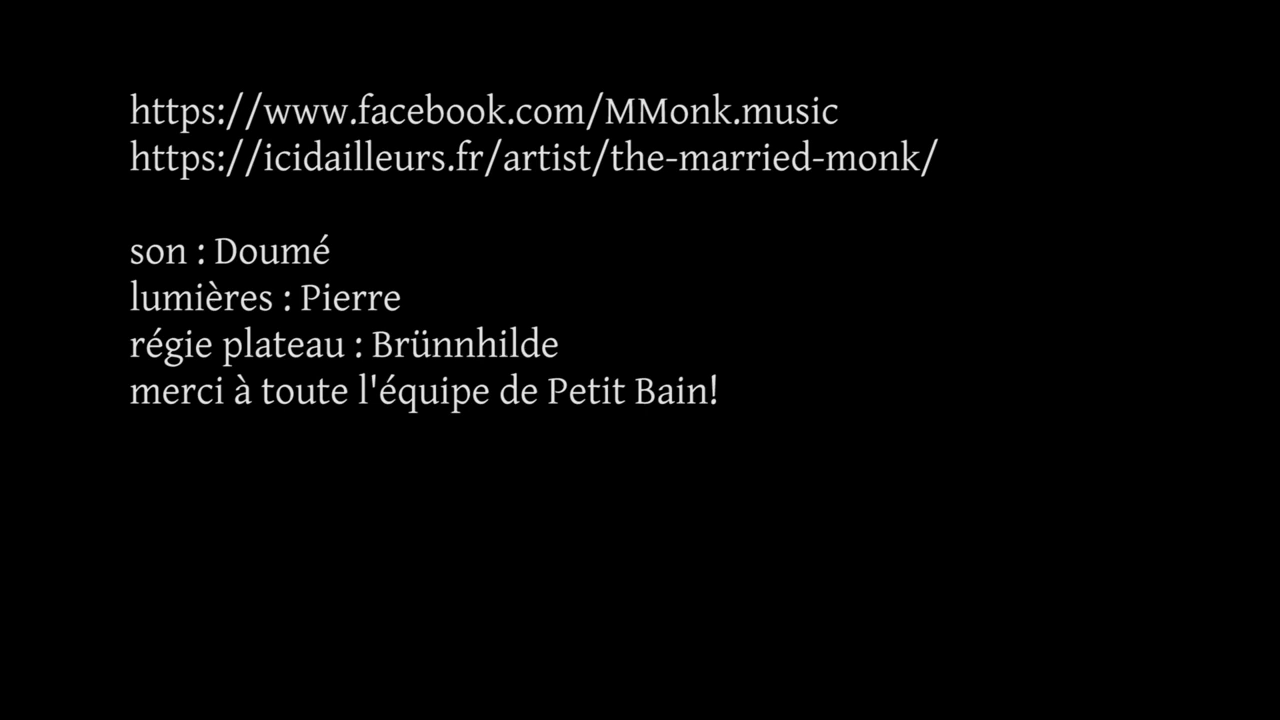 https://www.facebook.com/MMonk.music
https://icidailleurs.fr/artist/the-married-monk/
son : Doumé
lumières : Pierre
régie plateau : Brünnhilde
merci à toute l'équipe de Petit Bain!